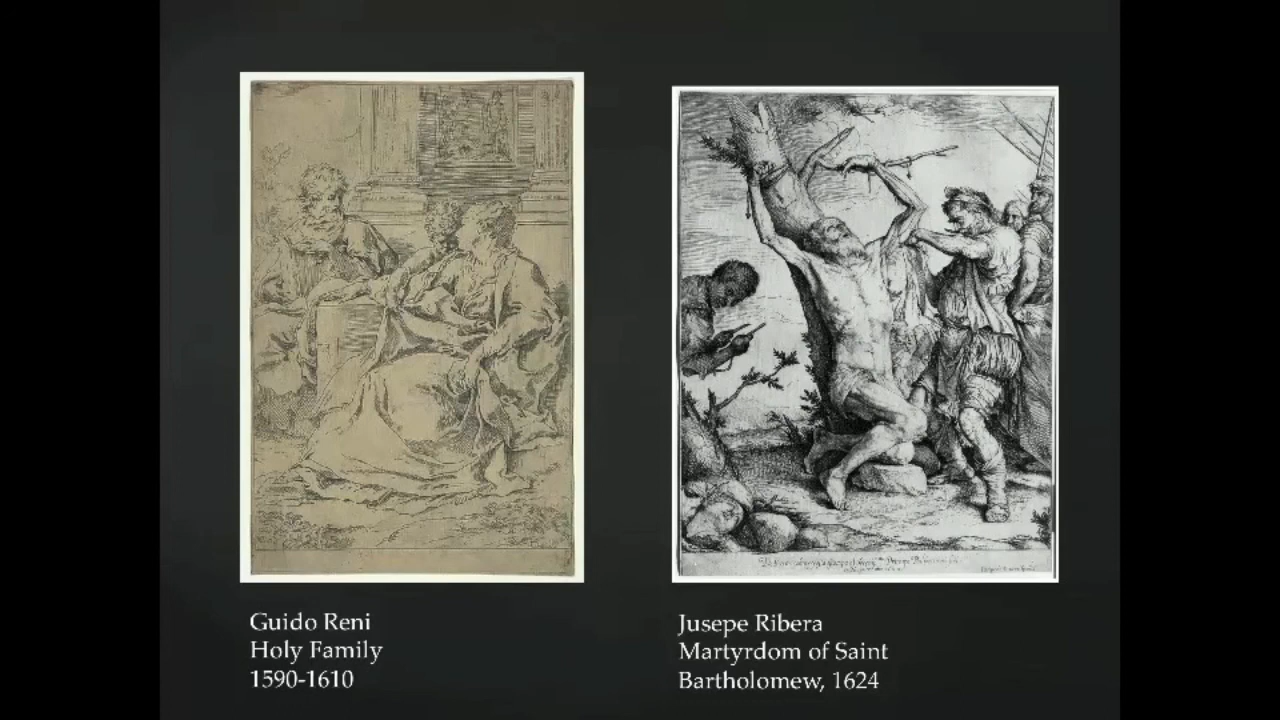 Guido Reni
Holy Family
1590-1610
Jusepe Ribera
Martyrdom of Saint
Bartholomew, 1624